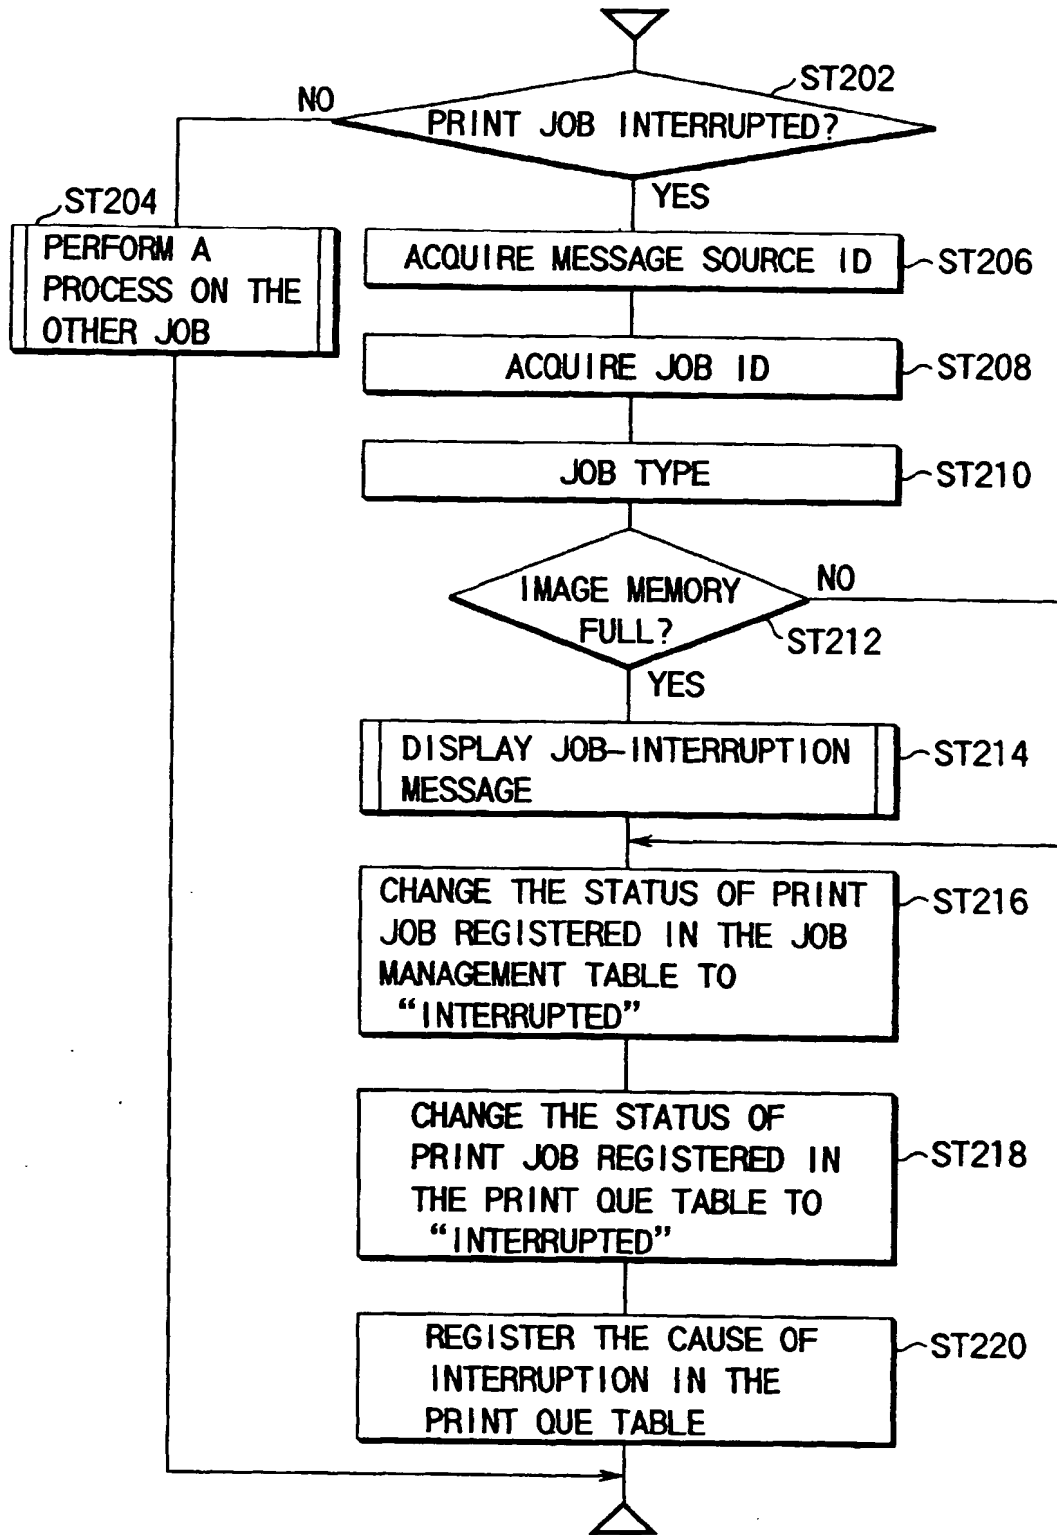 ST202
NO
PRINT JOB INTERRUPTED?
YES
ST204
PERFORM A
PROCESS ON THE
OTHER JOB
ACQUIRE MESSAGE SOURCE ID
ST206
ACQUIRE JOB ID
ST208
JOB TYPE
ST210
IMAGE MEMORY
FULL?
NO
ST212
YES
DISPLAY JOB-INTERRUPTION
MESSAGE
ST214
CHANGE THE STATUS OF PRINT
JOB REGISTERED IN THE JOB
MANAGEMENT TABLE TO
“INTERRUPTED”
ST216
CHANGE THE STATUS OF
PRINT JOB REGISTERED IN
THE PRINT QUE TABLE TO
“INTERRUPTED”
ST218
REGISTER THE CAUSE OF
INTERRUPTION IN THE
PRINT QUE TABLE
ST220